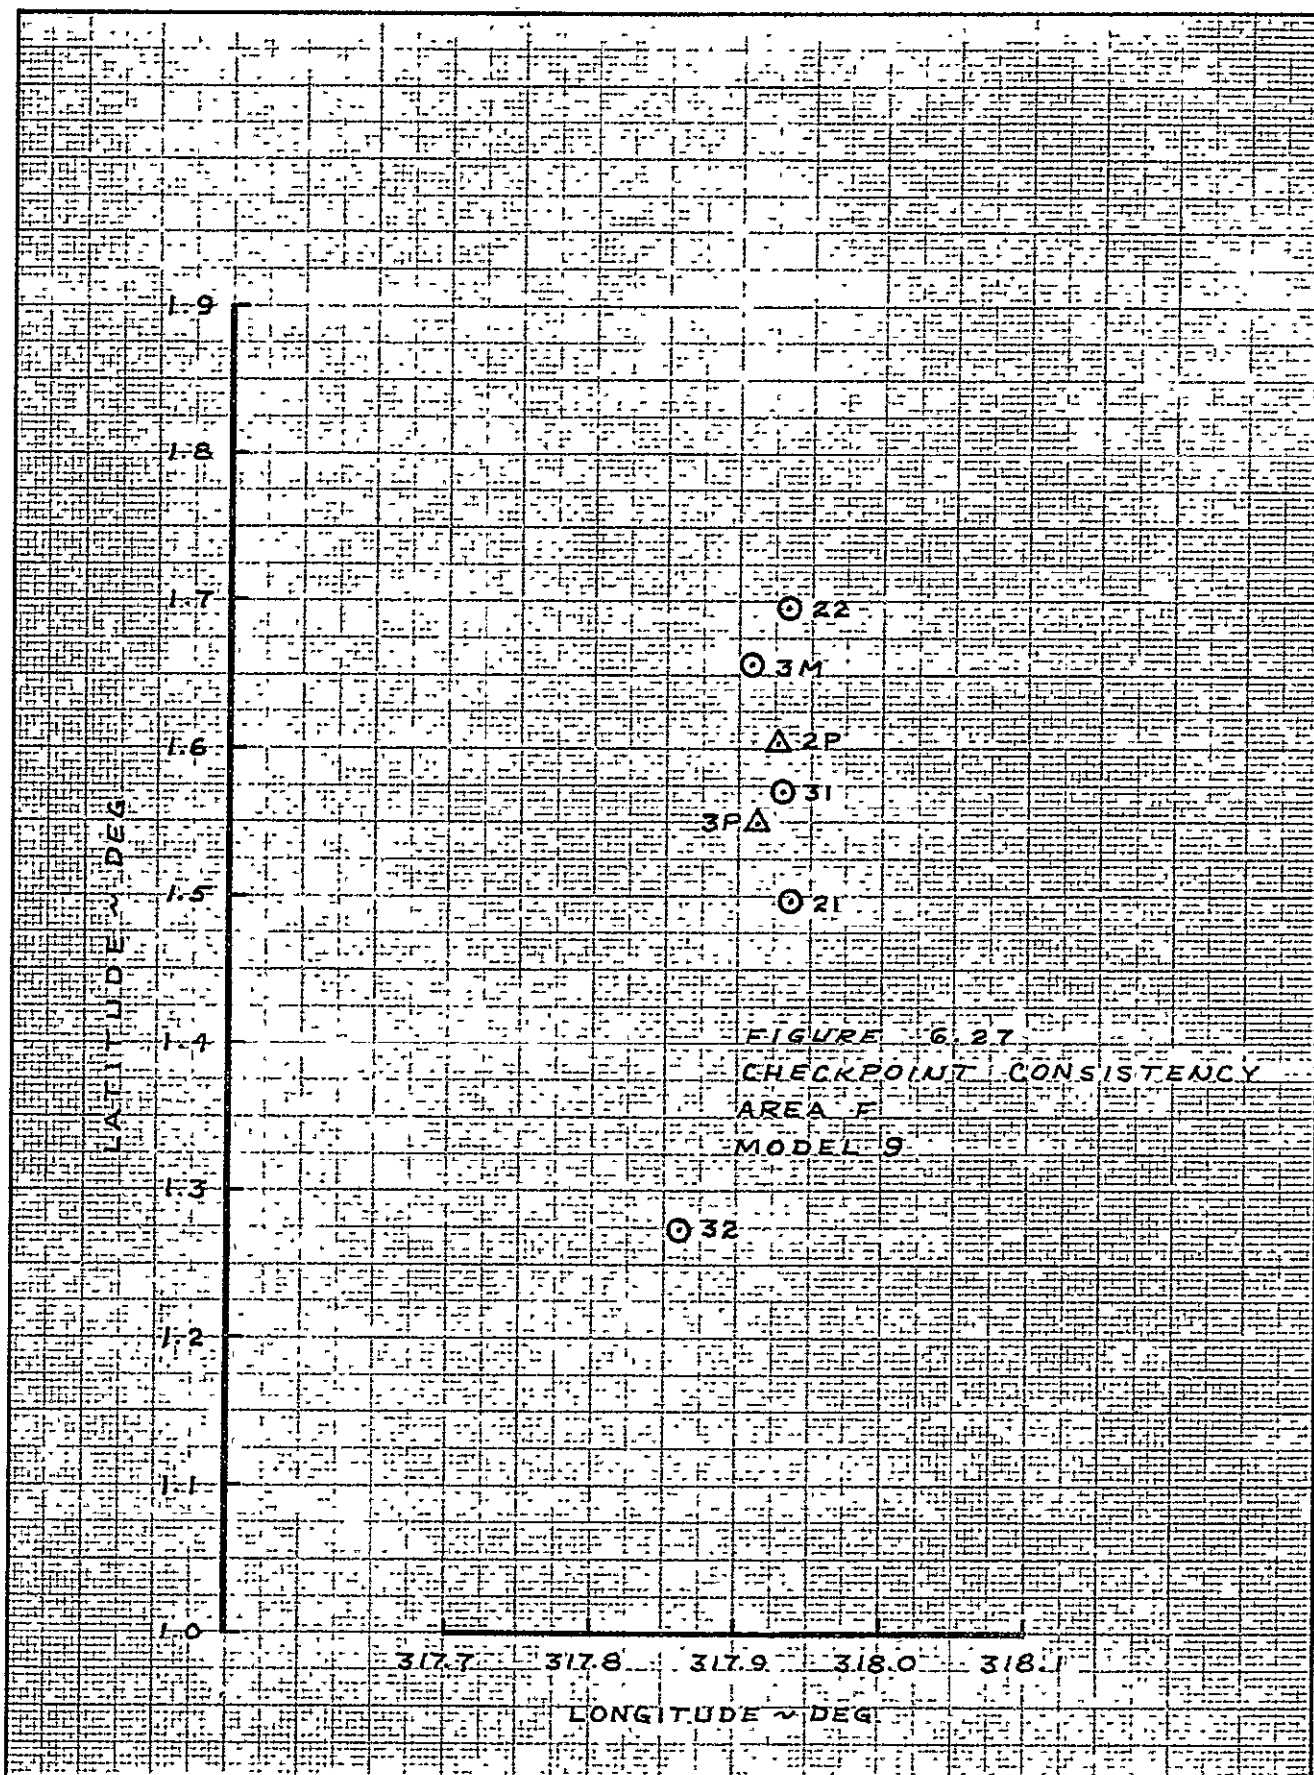 1.9
1.8
1.7
22
3M
1.6
2P
31
3P
1.5
21
LATITUDE ~ DEG
1.4
FIGURE 6.27
CHECKPOINT CONSISTENCY
AREA F
MODEL 9
1.3
32
1.2
1.1
1.0
317.7 317.8 317.9 318.0 318.1
LONGITUDE ~ DEG